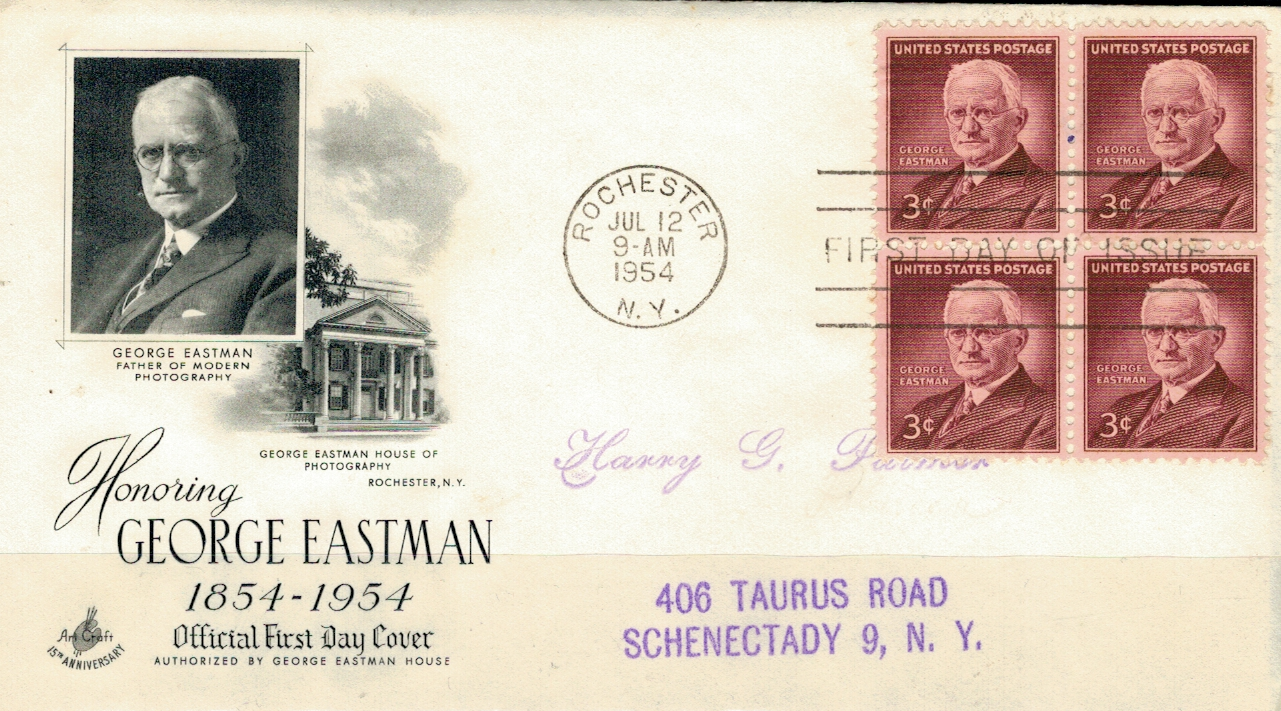 GEORGE EASTMAN
FATHER OF MODERN
PHOTOGRAPHY
GEORGE EASTMAN HOUSE OF
PHOTOGRAPHY
ROCHESTER, N.Y.
Honoring
GEORGE EASTMAN
1854-1954
Official First Day Cover
AUTHORIZED BY GEORGE EASTMAN HOUSE
Art Craft
15TH ANNIVERSARY
ROCHESTER
JUL 12
9-AM
1954
N.Y.
FIRST DAY OF ISSUE
UNITED STATES POSTAGE
GEORGE
EASTMAN
3¢
UNITED STATES POSTAGE
GEORGE
EASTMAN
3¢
UNITED STATES POSTAGE
GEORGE
EASTMAN
3¢
UNITED STATES POSTAGE
GEORGE
EASTMAN
3¢
Harry G.
406 TAURUS ROAD
SCHENECTADY 9, N. Y.